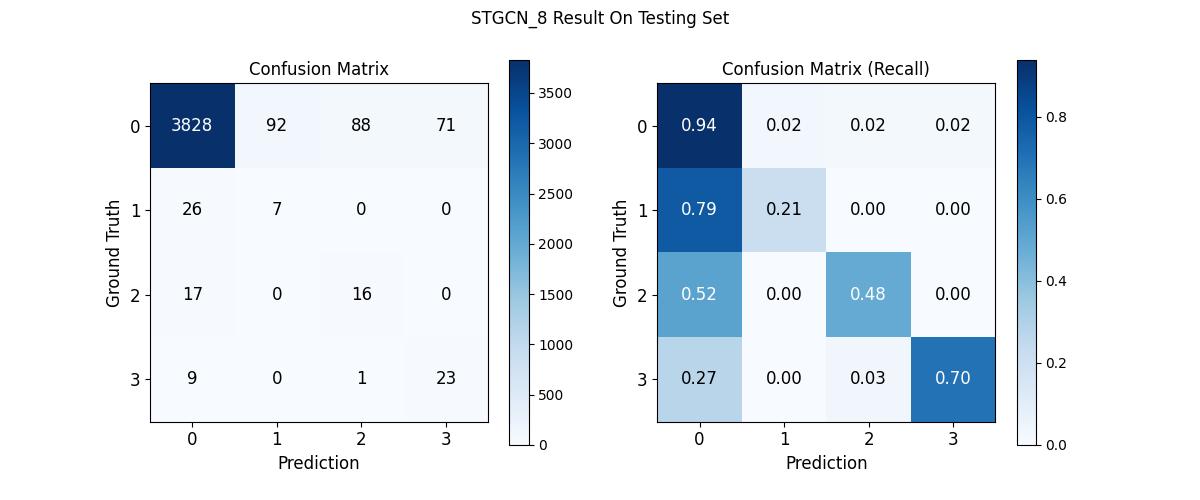 STGCN_8 Result On Testing Set
Confusion Matrix
Ground Truth
0 3828 92 88 71
1 26 7 0 0
2 17 0 16 0
3 9 0 1 23
0 1 2 3
Prediction
3500
3000
2500
2000
1500
1000
500
0
Confusion Matrix (Recall)
Ground Truth
0 0.94 0.02 0.02 0.02
1 0.79 0.21 0.00 0.00
2 0.52 0.00 0.48 0.00
3 0.27 0.00 0.03 0.70
0 1 2 3
Prediction
0.8
0.6
0.4
0.2
0.0